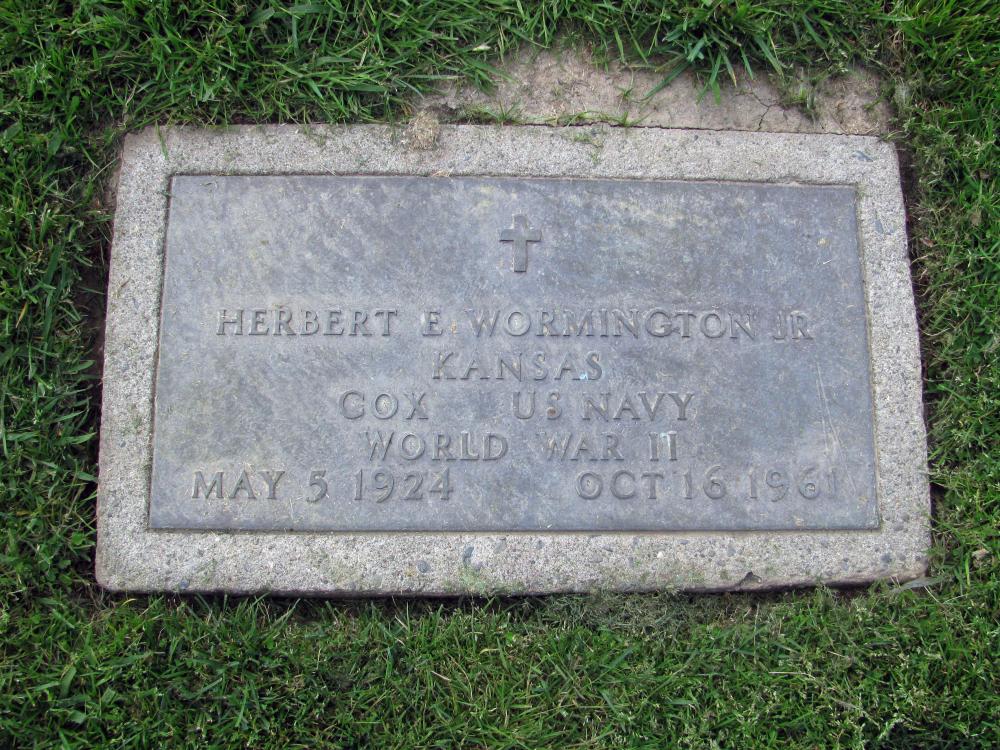 HERBERT E WORMINGTON JR
KANSAS
COX US NAVY
WORLD WAR II
MAY 5 1924 OCT 16 1961